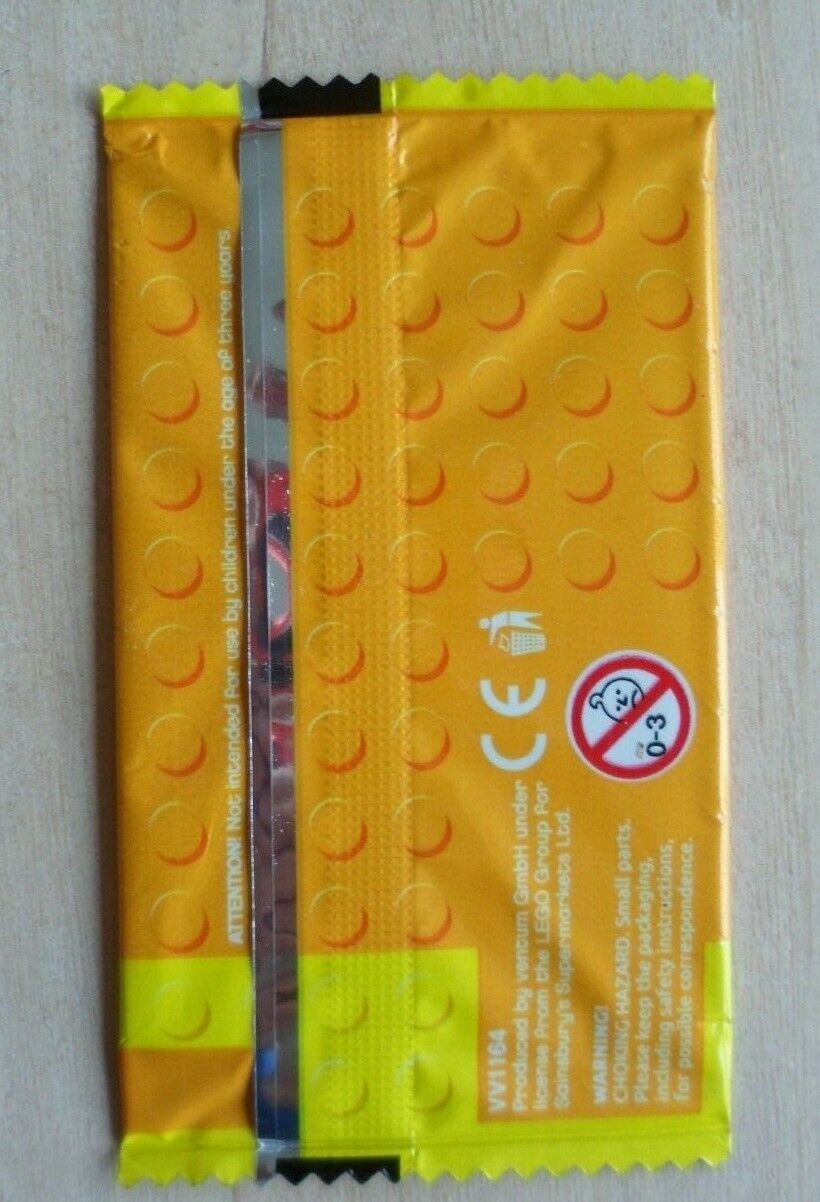 ATTENTION! Not intended for use by children under the age of three years
VV1164
Produced by ventum GmbH under
license from the LEGO Group for
Sainsbury's Supermarkets Ltd.
CE
WARNING!
CHOKING HAZARD. Small parts.
Please keep the packaging,
including safety instructions,
for possible correspondence.
0-3